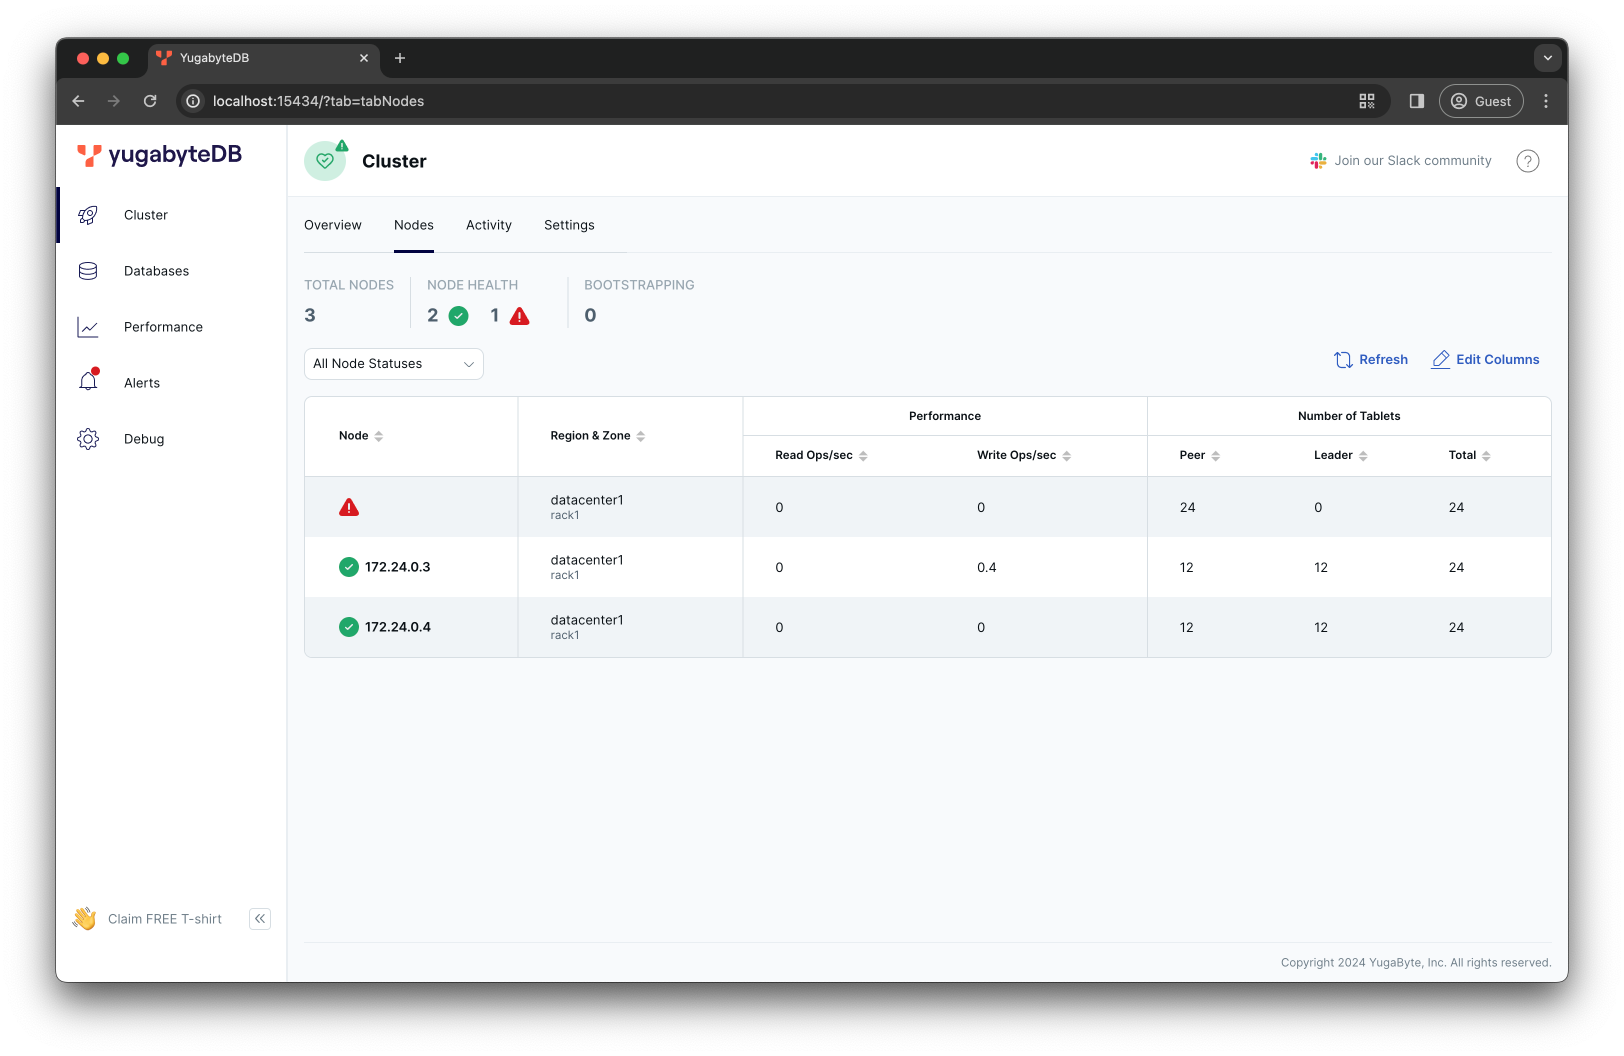 YugabyteDB
localhost:15434/?tab=tabNodes
Guest
yugabyteDB
Cluster
Databases
Performance
Alerts
Debug
Claim FREE T-shirt
Cluster
Join our Slack community
?
Overview Nodes Activity Settings
TOTAL NODES NODE HEALTH BOOTSTRAPPING
3 2 1 0
All Node Statuses
Refresh Edit Columns
Performance Number of Tablets
Node Region & Zone
Read Ops/sec Write Ops/sec Peer Leader Total
datacenter1
rack1
0 0 24 0 24
172.24.0.3
datacenter1
rack1
0 0.4 12 12 24
172.24.0.4
datacenter1
rack1
0 0 12 12 24
Copyright 2024 YugaByte, Inc. All rights reserved.